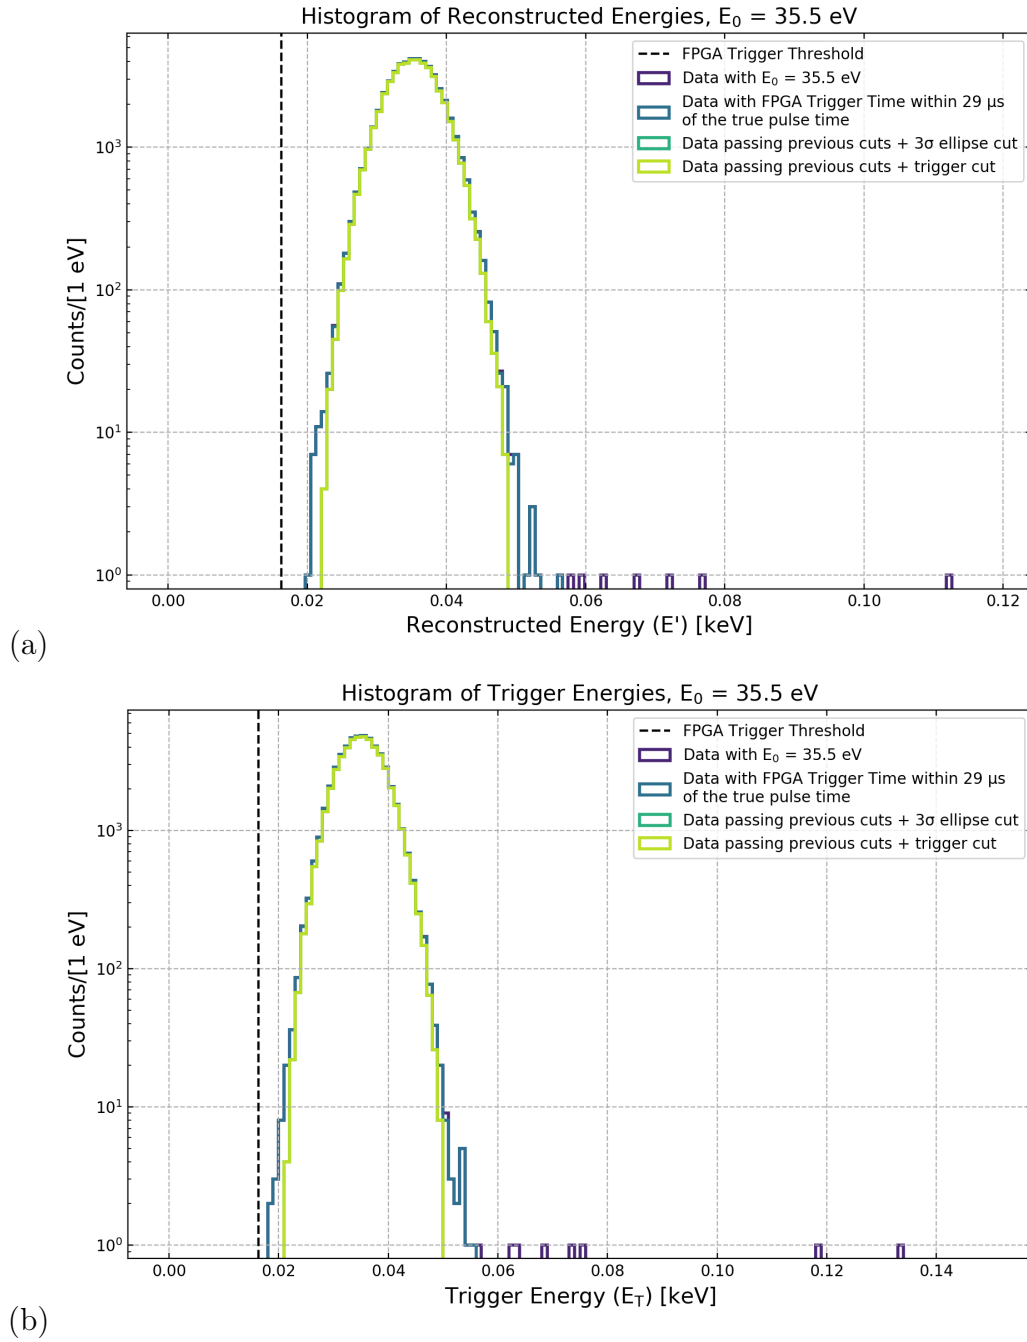 Histogram of Reconstructed Energies, E₀ = 35.5 eV
FPGA Trigger Threshold
Data with E₀ = 35.5 eV
Data with FPGA Trigger Time within 29 µs
of the true pulse time
Data passing previous cuts + 3σ ellipse cut
Data passing previous cuts + trigger cut
Counts/[1 eV]
10³
10²
10¹
10⁰
0.00 0.02 0.04 0.06 0.08 0.10 0.12
Reconstructed Energy (E') [keV]
(a)
Histogram of Trigger Energies, E₀ = 35.5 eV
FPGA Trigger Threshold
Data with E₀ = 35.5 eV
Data with FPGA Trigger Time within 29 µs
of the true pulse time
Data passing previous cuts + 3σ ellipse cut
Data passing previous cuts + trigger cut
Counts/[1 eV]
10³
10²
10¹
10⁰
0.00 0.02 0.04 0.06 0.08 0.10 0.12 0.14
Trigger Energy (E_T) [keV]
(b)